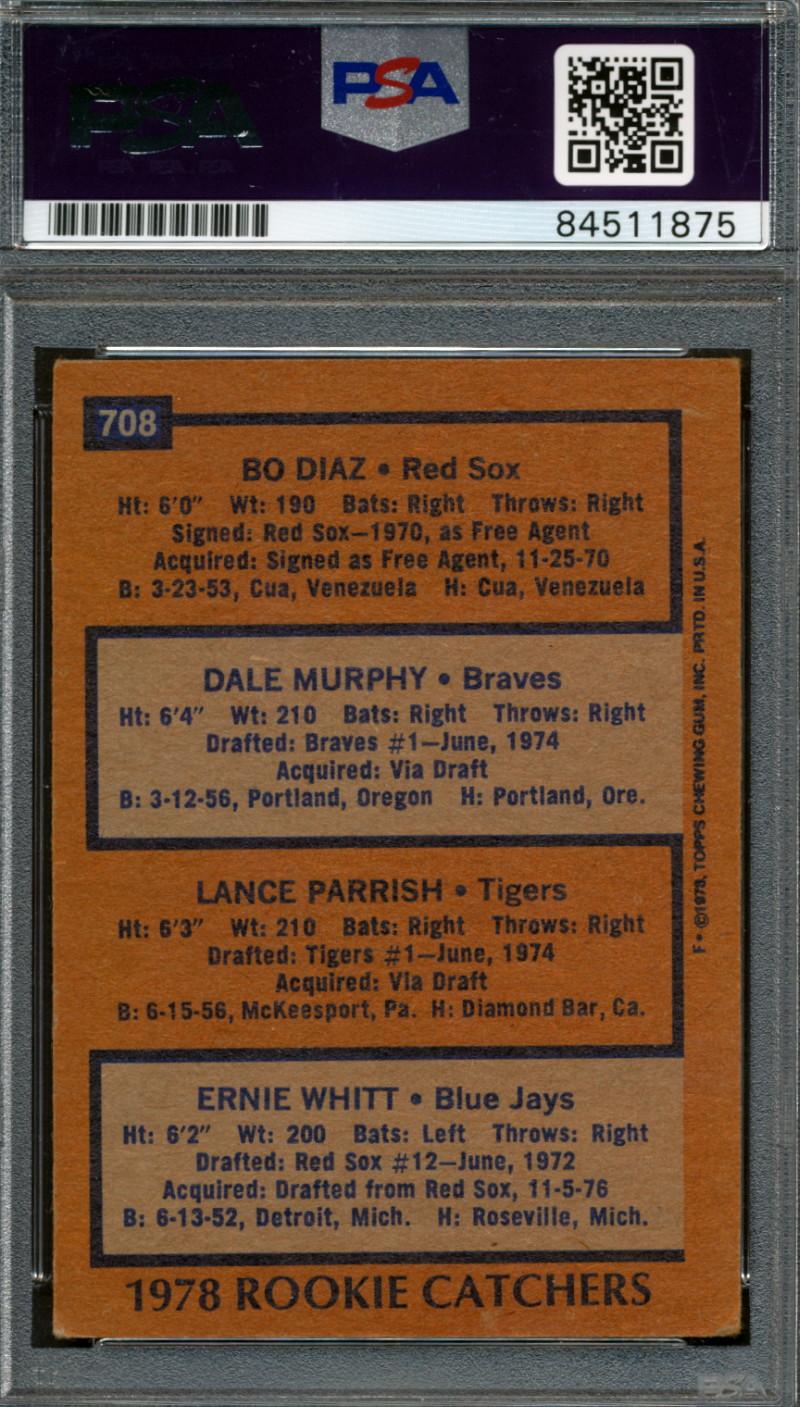 PSA
PSA
84511875
708
BO DIAZ • Red Sox
Ht: 6'0" Wt: 190 Bats: Right Throws: Right
Signed: Red Sox—1970, as Free Agent
Acquired: Signed as Free Agent, 11-25-70
B: 3-23-53, Cua, Venezuela H: Cua, Venezuela
DALE MURPHY • Braves
Ht: 6'4" Wt: 210 Bats: Right Throws: Right
Drafted: Braves #1—June, 1974
Acquired: Via Draft
B: 3-12-56, Portland, Oregon H: Portland, Ore.
LANCE PARRISH • Tigers
Ht: 6'3" Wt: 210 Bats: Right Throws: Right
Drafted: Tigers #1—June, 1974
Acquired: Via Draft
B: 6-15-56, McKeesport, Pa. H: Diamond Bar, Ca.
ERNIE WHITT • Blue Jays
Ht: 6'2" Wt: 200 Bats: Left Throws: Right
Drafted: Red Sox #12—June, 1972
Acquired: Drafted from Red Sox, 11-5-76
B: 6-13-52, Detroit, Mich. H: Roseville, Mich.
1978 ROOKIE CATCHERS
F • ©1978, TOPPS CHEWING GUM, INC. PRTD. IN U.S.A.
PSA